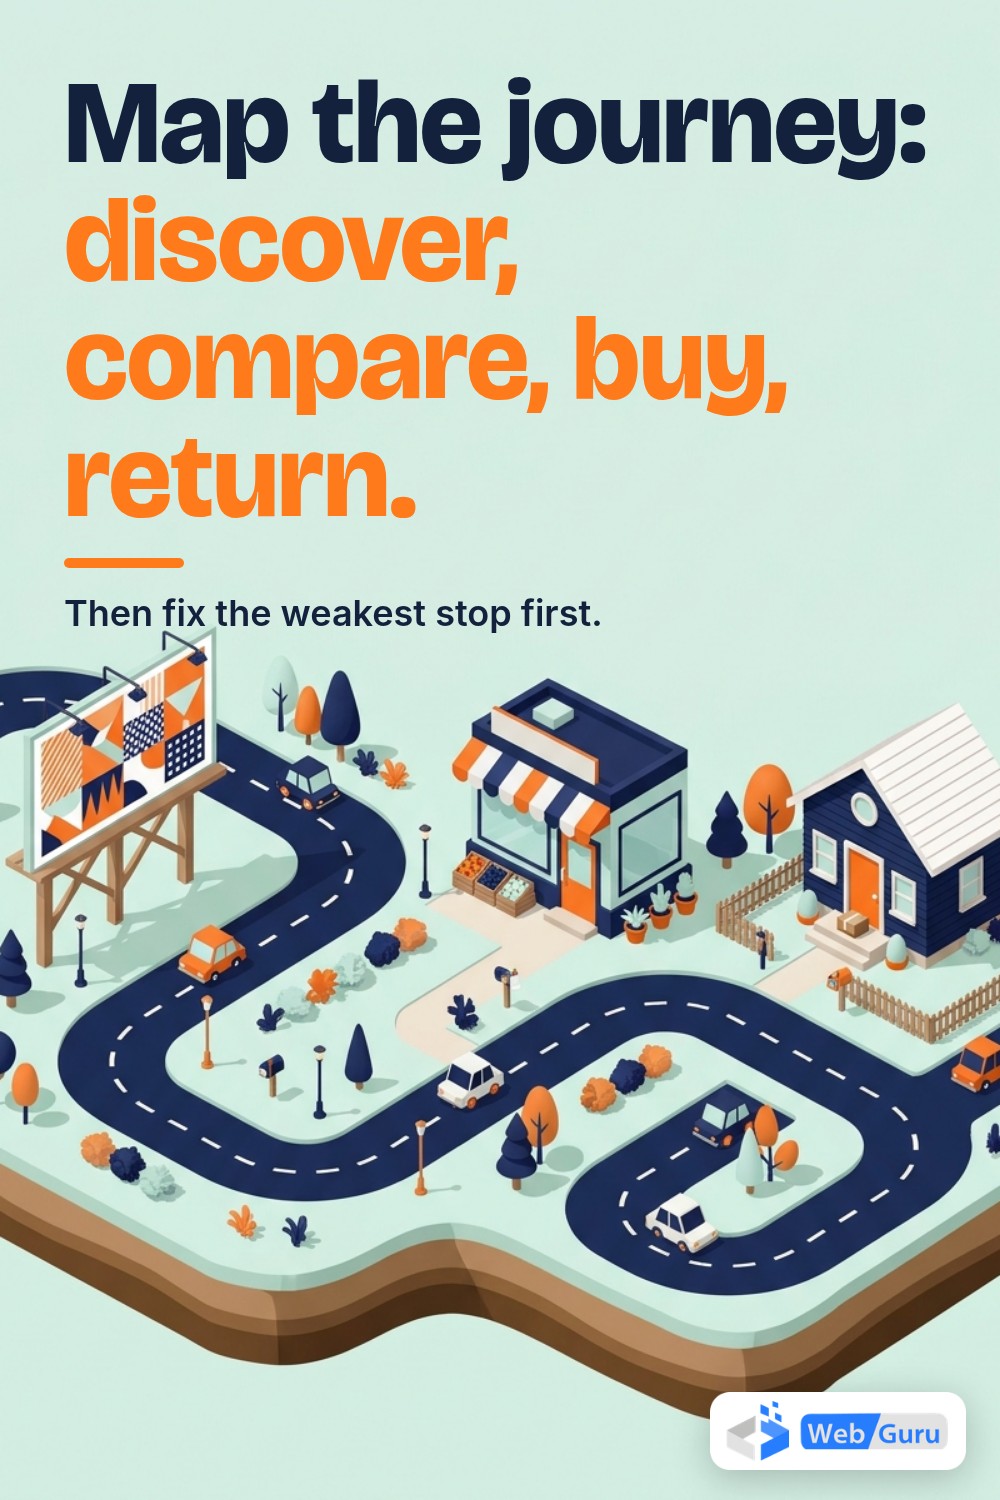 Map the journey:
discover,
compare, buy,
return.
Then fix the weakest stop first.
Web Guru